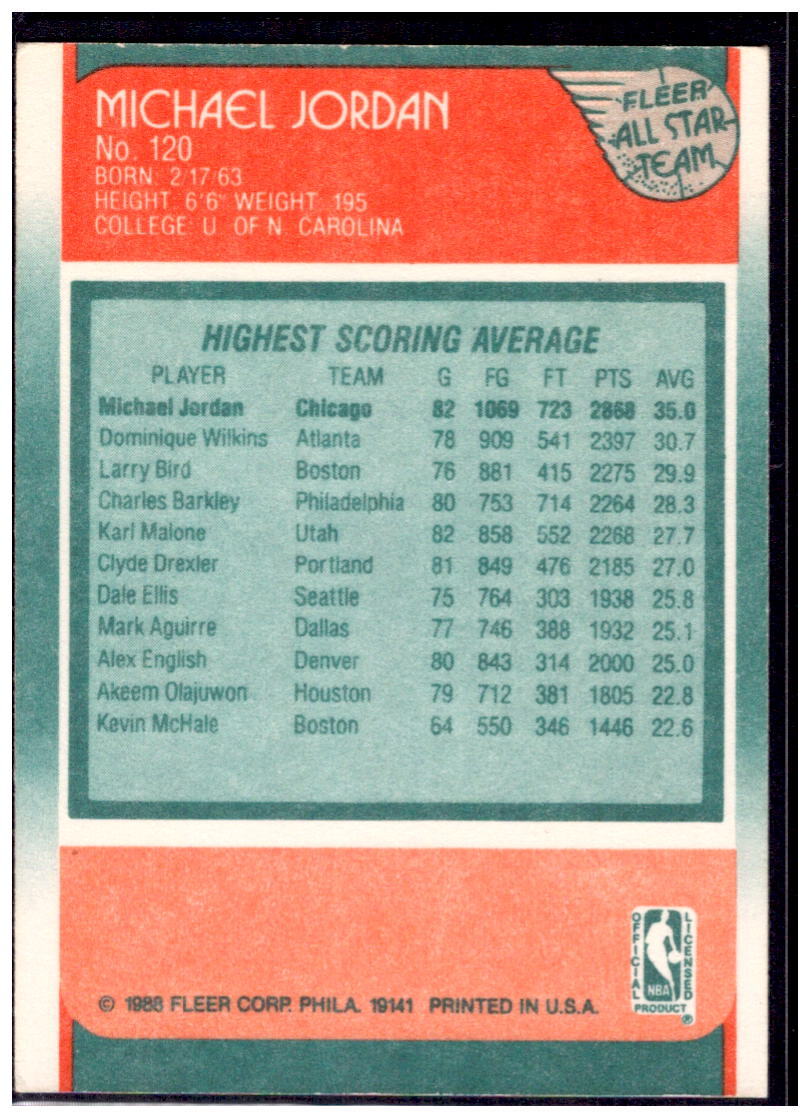 MICHAEL JORDAN
No. 120
BORN 2/17/63
HEIGHT 6'6" WEIGHT 195
COLLEGE U OF N CAROLINA
FLEER
ALL STAR
TEAM
HIGHEST SCORING AVERAGE
PLAYER TEAM G FG FT PTS AVG
Michael Jordan Chicago 82 1069 723 2868 35.0
Dominique Wilkins Atlanta 78 909 541 2397 30.7
Larry Bird Boston 76 881 415 2275 29.9
Charles Barkley Philadelphia 80 753 714 2264 28.3
Karl Malone Utah 82 858 552 2268 27.7
Clyde Drexler Portland 81 849 476 2185 27.0
Dale Ellis Seattle 75 764 303 1938 25.8
Mark Aguirre Dallas 77 746 388 1932 25.1
Alex English Denver 80 843 314 2000 25.0
Akeem Olajuwon Houston 79 712 381 1805 22.8
Kevin McHale Boston 64 550 346 1446 22.6
OFFICIAL
LICENSED
NBA
PRODUCT
®
© 1988 FLEER CORP. PHILA. 19141 PRINTED IN U.S.A.